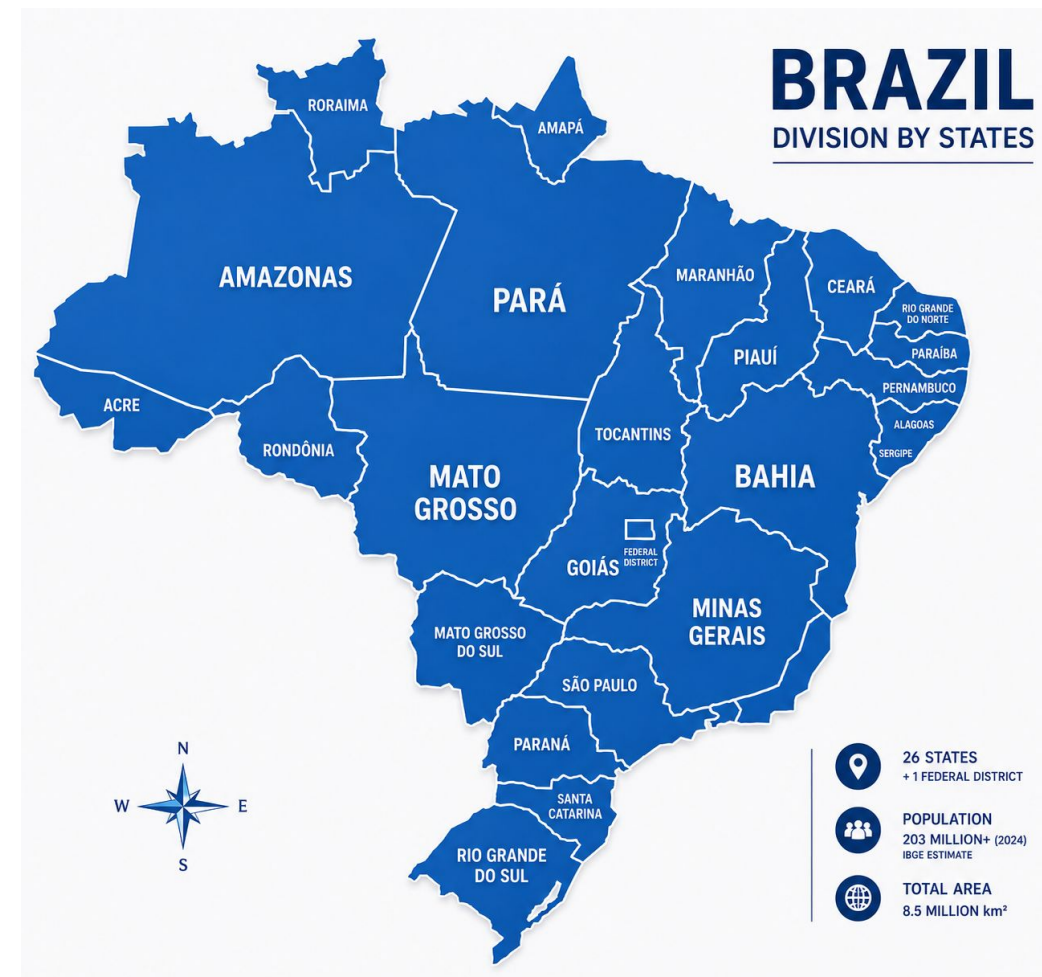 BRAZIL
DIVISION BY STATES
RORAIMA
AMAPÁ
AMAZONAS
PARÁ
MARANHÃO
CEARÁ
RIO GRANDE
DO NORTE
PIAUÍ
PARAÍBA
PERNAMBUCO
ACRE
ALAGOAS
RONDÔNIA
TOCANTINS
SERGIPE
MATO
GROSSO
BAHIA
FEDERAL
DISTRICT
GOIÁS
MINAS
GERAIS
MATO GROSSO
DO SUL
SÃO PAULO
PARANÁ
SANTA
CATARINA
RIO GRANDE
DO SUL
N
W
E
S
26 STATES
+ 1 FEDERAL DISTRICT
POPULATION
203 MILLION+ (2024)
IBGE ESTIMATE
TOTAL AREA
8.5 MILLION km²